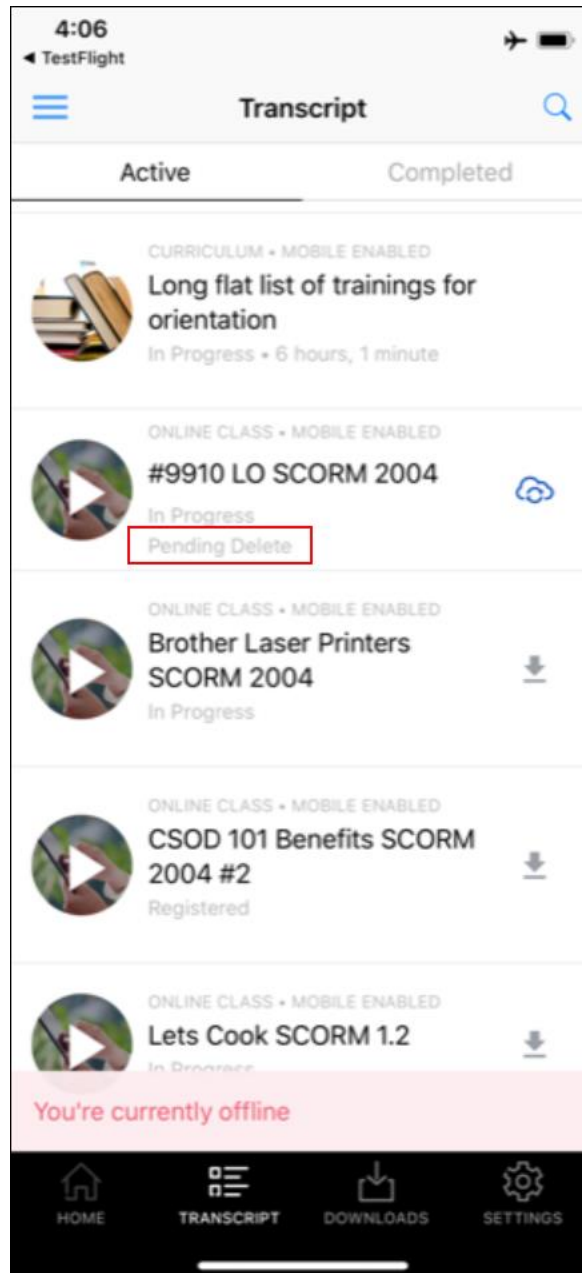 4:06
◀ TestFlight
Transcript
Active
Completed
CURRICULUM • MOBILE ENABLED
Long flat list of trainings for
orientation
In Progress • 6 hours, 1 minute
ONLINE CLASS • MOBILE ENABLED
#9910 LO SCORM 2004
In Progress
Pending Delete
ONLINE CLASS • MOBILE ENABLED
Brother Laser Printers
SCORM 2004
In Progress
ONLINE CLASS • MOBILE ENABLED
CSOD 101 Benefits SCORM
2004 #2
Registered
ONLINE CLASS • MOBILE ENABLED
Lets Cook SCORM 1.2
In Progress
You're currently offline
HOME
TRANSCRIPT
DOWNLOADS
SETTINGS